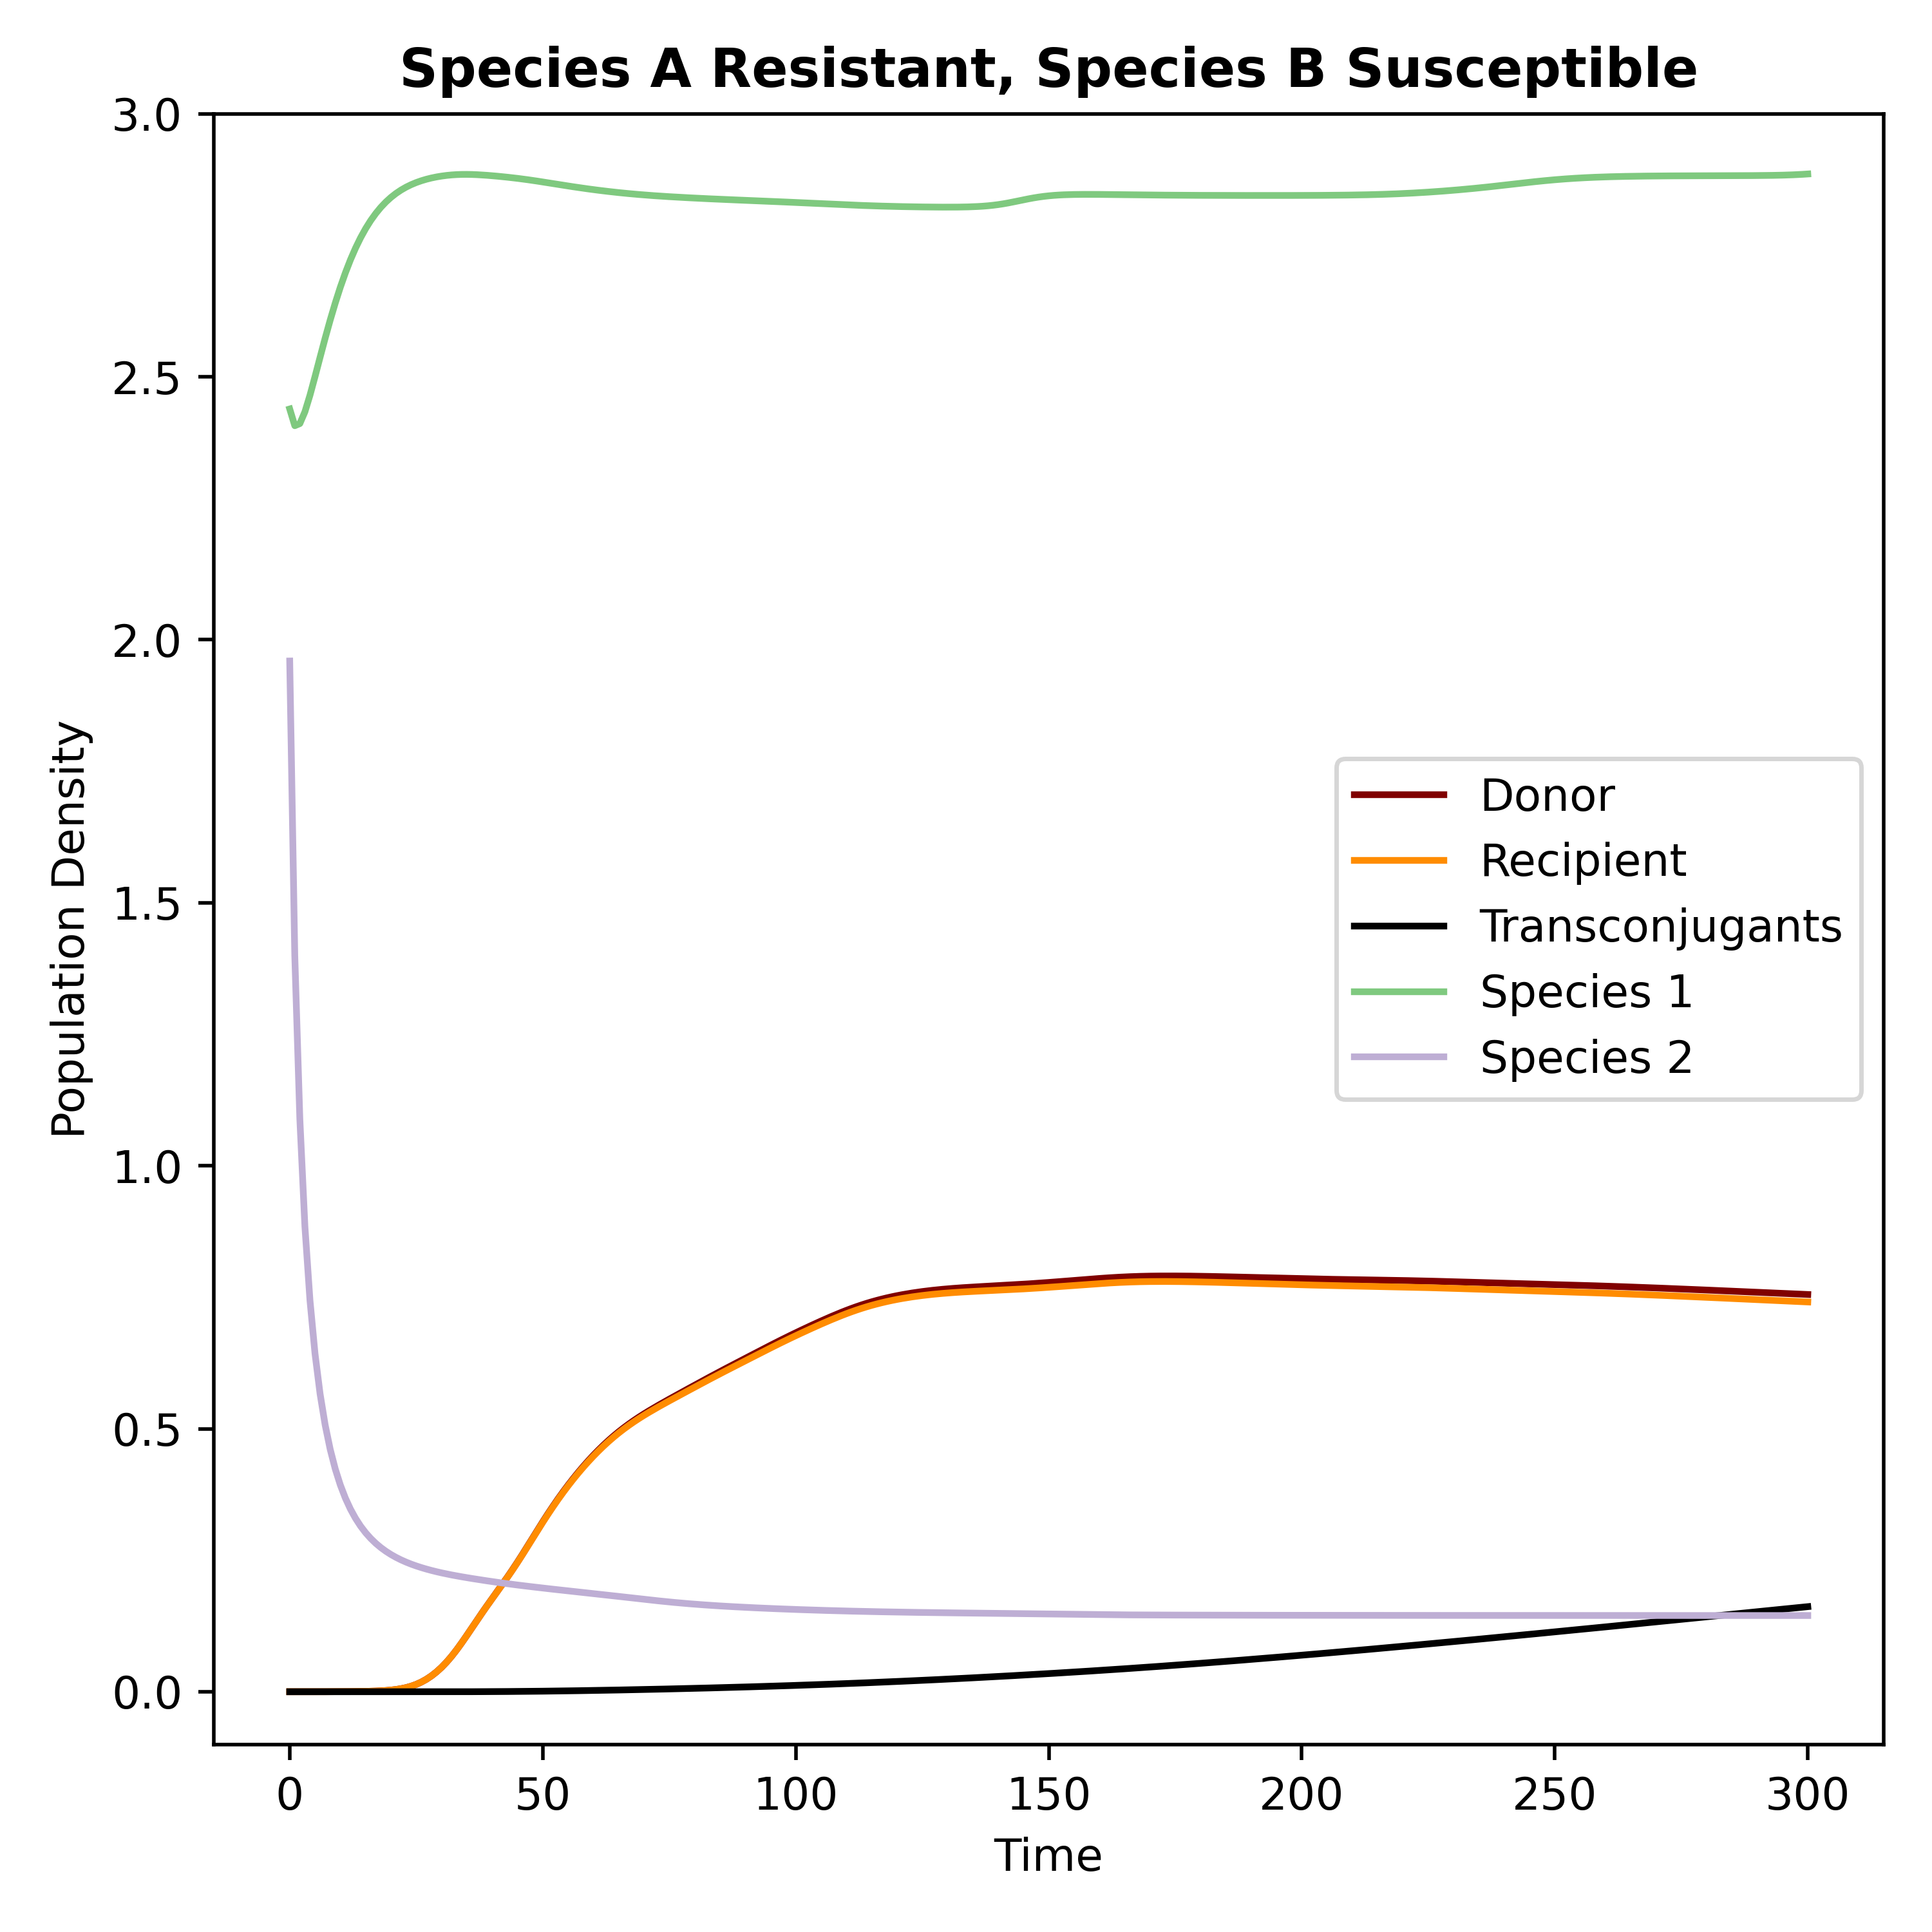 Species A Resistant, Species B Susceptible
3.0
2.5
2.0
1.5
1.0
0.5
0.0
Population Density
Donor
Recipient
Transconjugants
Species 1
Species 2
0 50 100 150 200 250 300
Time